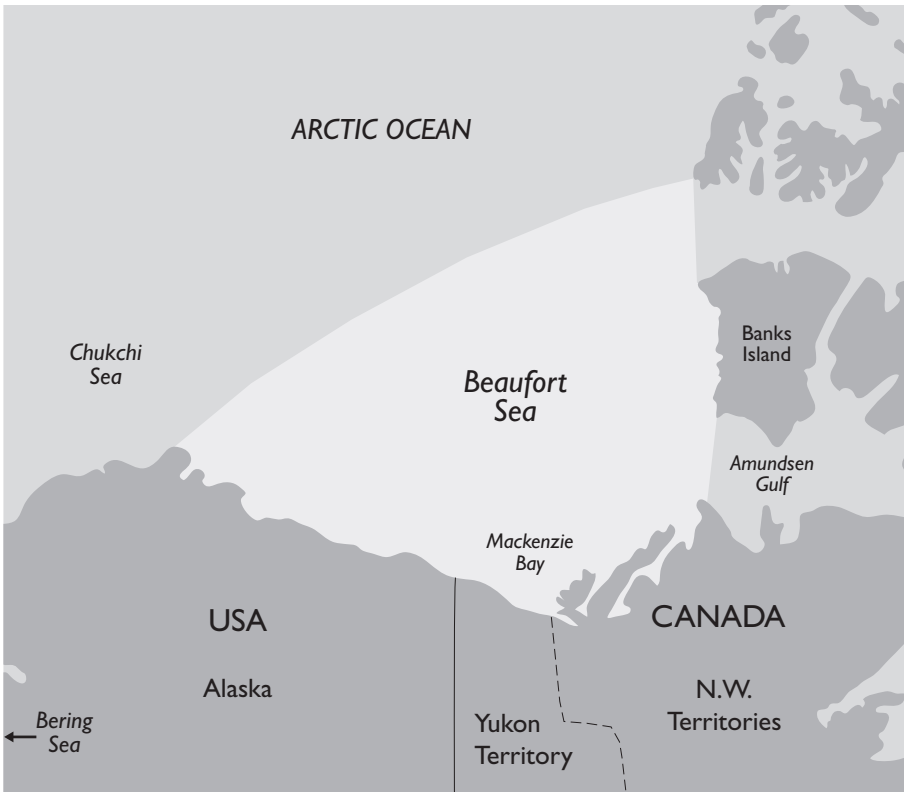 ARCTIC OCEAN
Chukchi
Sea
Beaufort
Sea
Banks
Island
Amundsen
Gulf
Mackenzie
Bay
USA
CANADA
Alaska
N.W.
Territories
Bering
Sea
Yukon
Territory